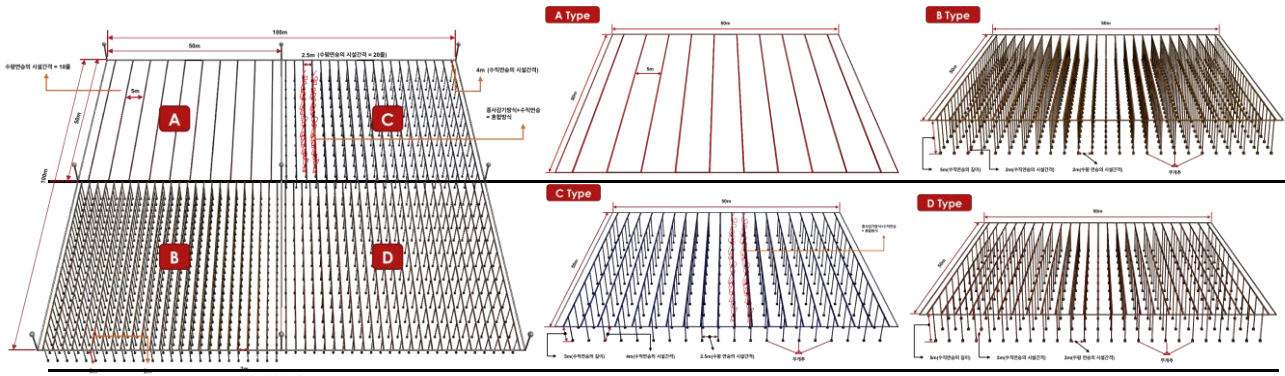 100m
50m
2.5m (수평연승의 시설간격 = 20줄)
수평연승의 시설간격 = 10줄
4m (수직연승의 시설간격)
5m
50m
A
C
종사감기방식+수직연승
= 혼합방식
100m
B
D
2m
A Type
50m
5m
50m
B Type
50m
50m
5m(수직연승의 길이)
2m(수직연승의 시설간격)
2m(수평 연승의 시설간격)
무게추
C Type
50m
종사감기방식+수직연승
= 혼합방식
50m
5m(수직연승의 길이)
4m(수직연승의 시설간격)
2.5m(수평 연승의 시설간격)
무게추
D Type
50m
50m
5m(수직연승의 길이)
2m(수직연승의 시설간격)
2m(수평 연승의 시설간격)
무게추